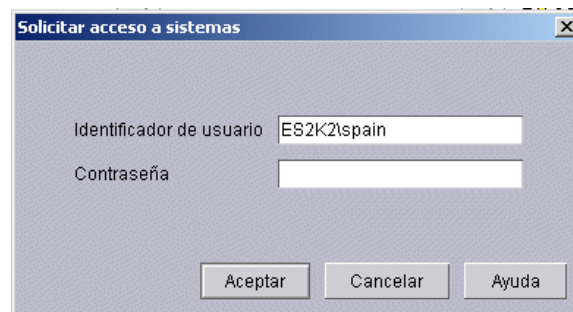 Solicitar acceso a sistemas
Identificador de usuario ES2K2\spain
Contraseña
Aceptar Cancelar Ayuda